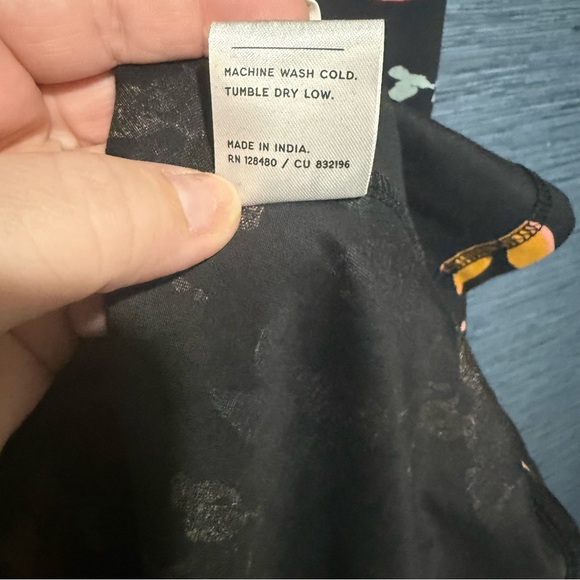 MACHINE WASH COLD.
TUMBLE DRY LOW.
MADE IN INDIA.
RN 128480 / CU 832196